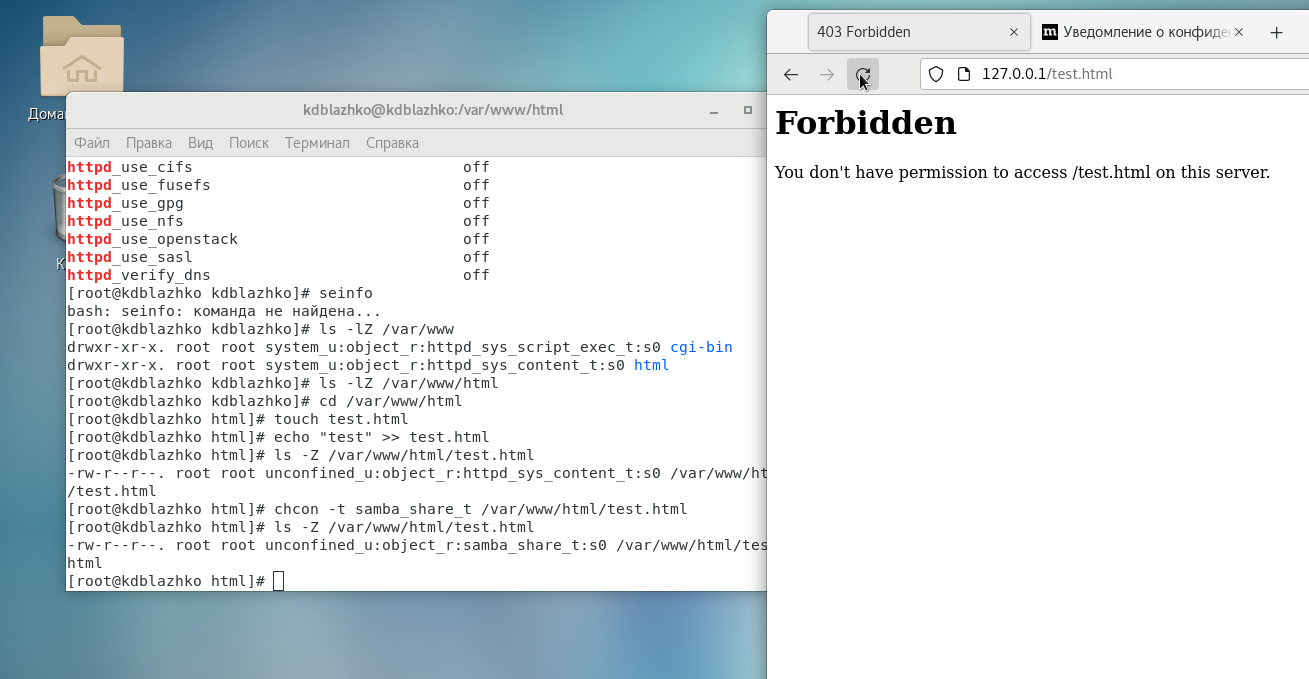 Дома
К
kdblazhko@kdblazhko:/var/www/html
Файл Правка Вид Поиск Терминал Справка
httpd_use_cifs off
httpd_use_fusefs off
httpd_use_gpg off
httpd_use_nfs off
httpd_use_openstack off
httpd_use_sasl off
httpd_verify_dns off
[root@kdblazhko kdblazhko]# seinfo
bash: seinfo: команда не найдена...
[root@kdblazhko kdblazhko]# ls -lZ /var/www
drwxr-xr-x. root root system_u:object_r:httpd_sys_script_exec_t:s0 cgi-bin
drwxr-xr-x. root root system_u:object_r:httpd_sys_content_t:s0 html
[root@kdblazhko kdblazhko]# ls -lZ /var/www/html
[root@kdblazhko kdblazhko]# cd /var/www/html
[root@kdblazhko html]# touch test.html
[root@kdblazhko html]# echo "test" >> test.html
[root@kdblazhko html]# ls -Z /var/www/html/test.html
-rw-r--r--. root root unconfined_u:object_r:httpd_sys_content_t:s0 /var/www/ht
/test.html
[root@kdblazhko html]# chcon -t samba_share_t /var/www/html/test.html
[root@kdblazhko html]# ls -Z /var/www/html/test.html
-rw-r--r--. root root unconfined_u:object_r:samba_share_t:s0 /var/www/html/tes
html
[root@kdblazhko html]#
403 Forbidden
m Уведомление о конфиде
127.0.0.1/test.html
Forbidden
You don't have permission to access /test.html on this server.